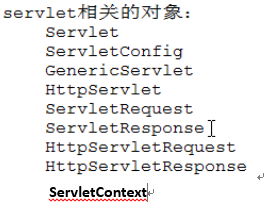 servlet相关的对象：
Servlet
ServletConfig
GenericServlet
HttpServlet
ServletRequest
ServletResponse
HttpServletRequest
HttpServletResponse
ServletContext